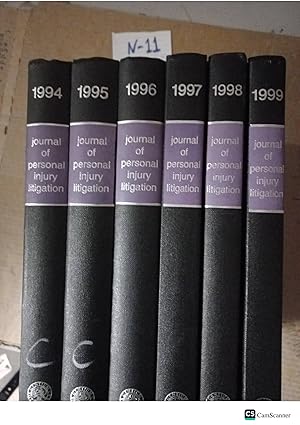 N-11
1994
journal
of
personal
injury
litigation
C
1995
journal
of
personal
injury
litigation
C
1996
journal
of
personal
injury
litigation
1997
journal
of
personal
injury
litigation
1998
journal
of
personal
injury
litigation
1999
journal
of
personal
injury
litigation
CS CamScanner